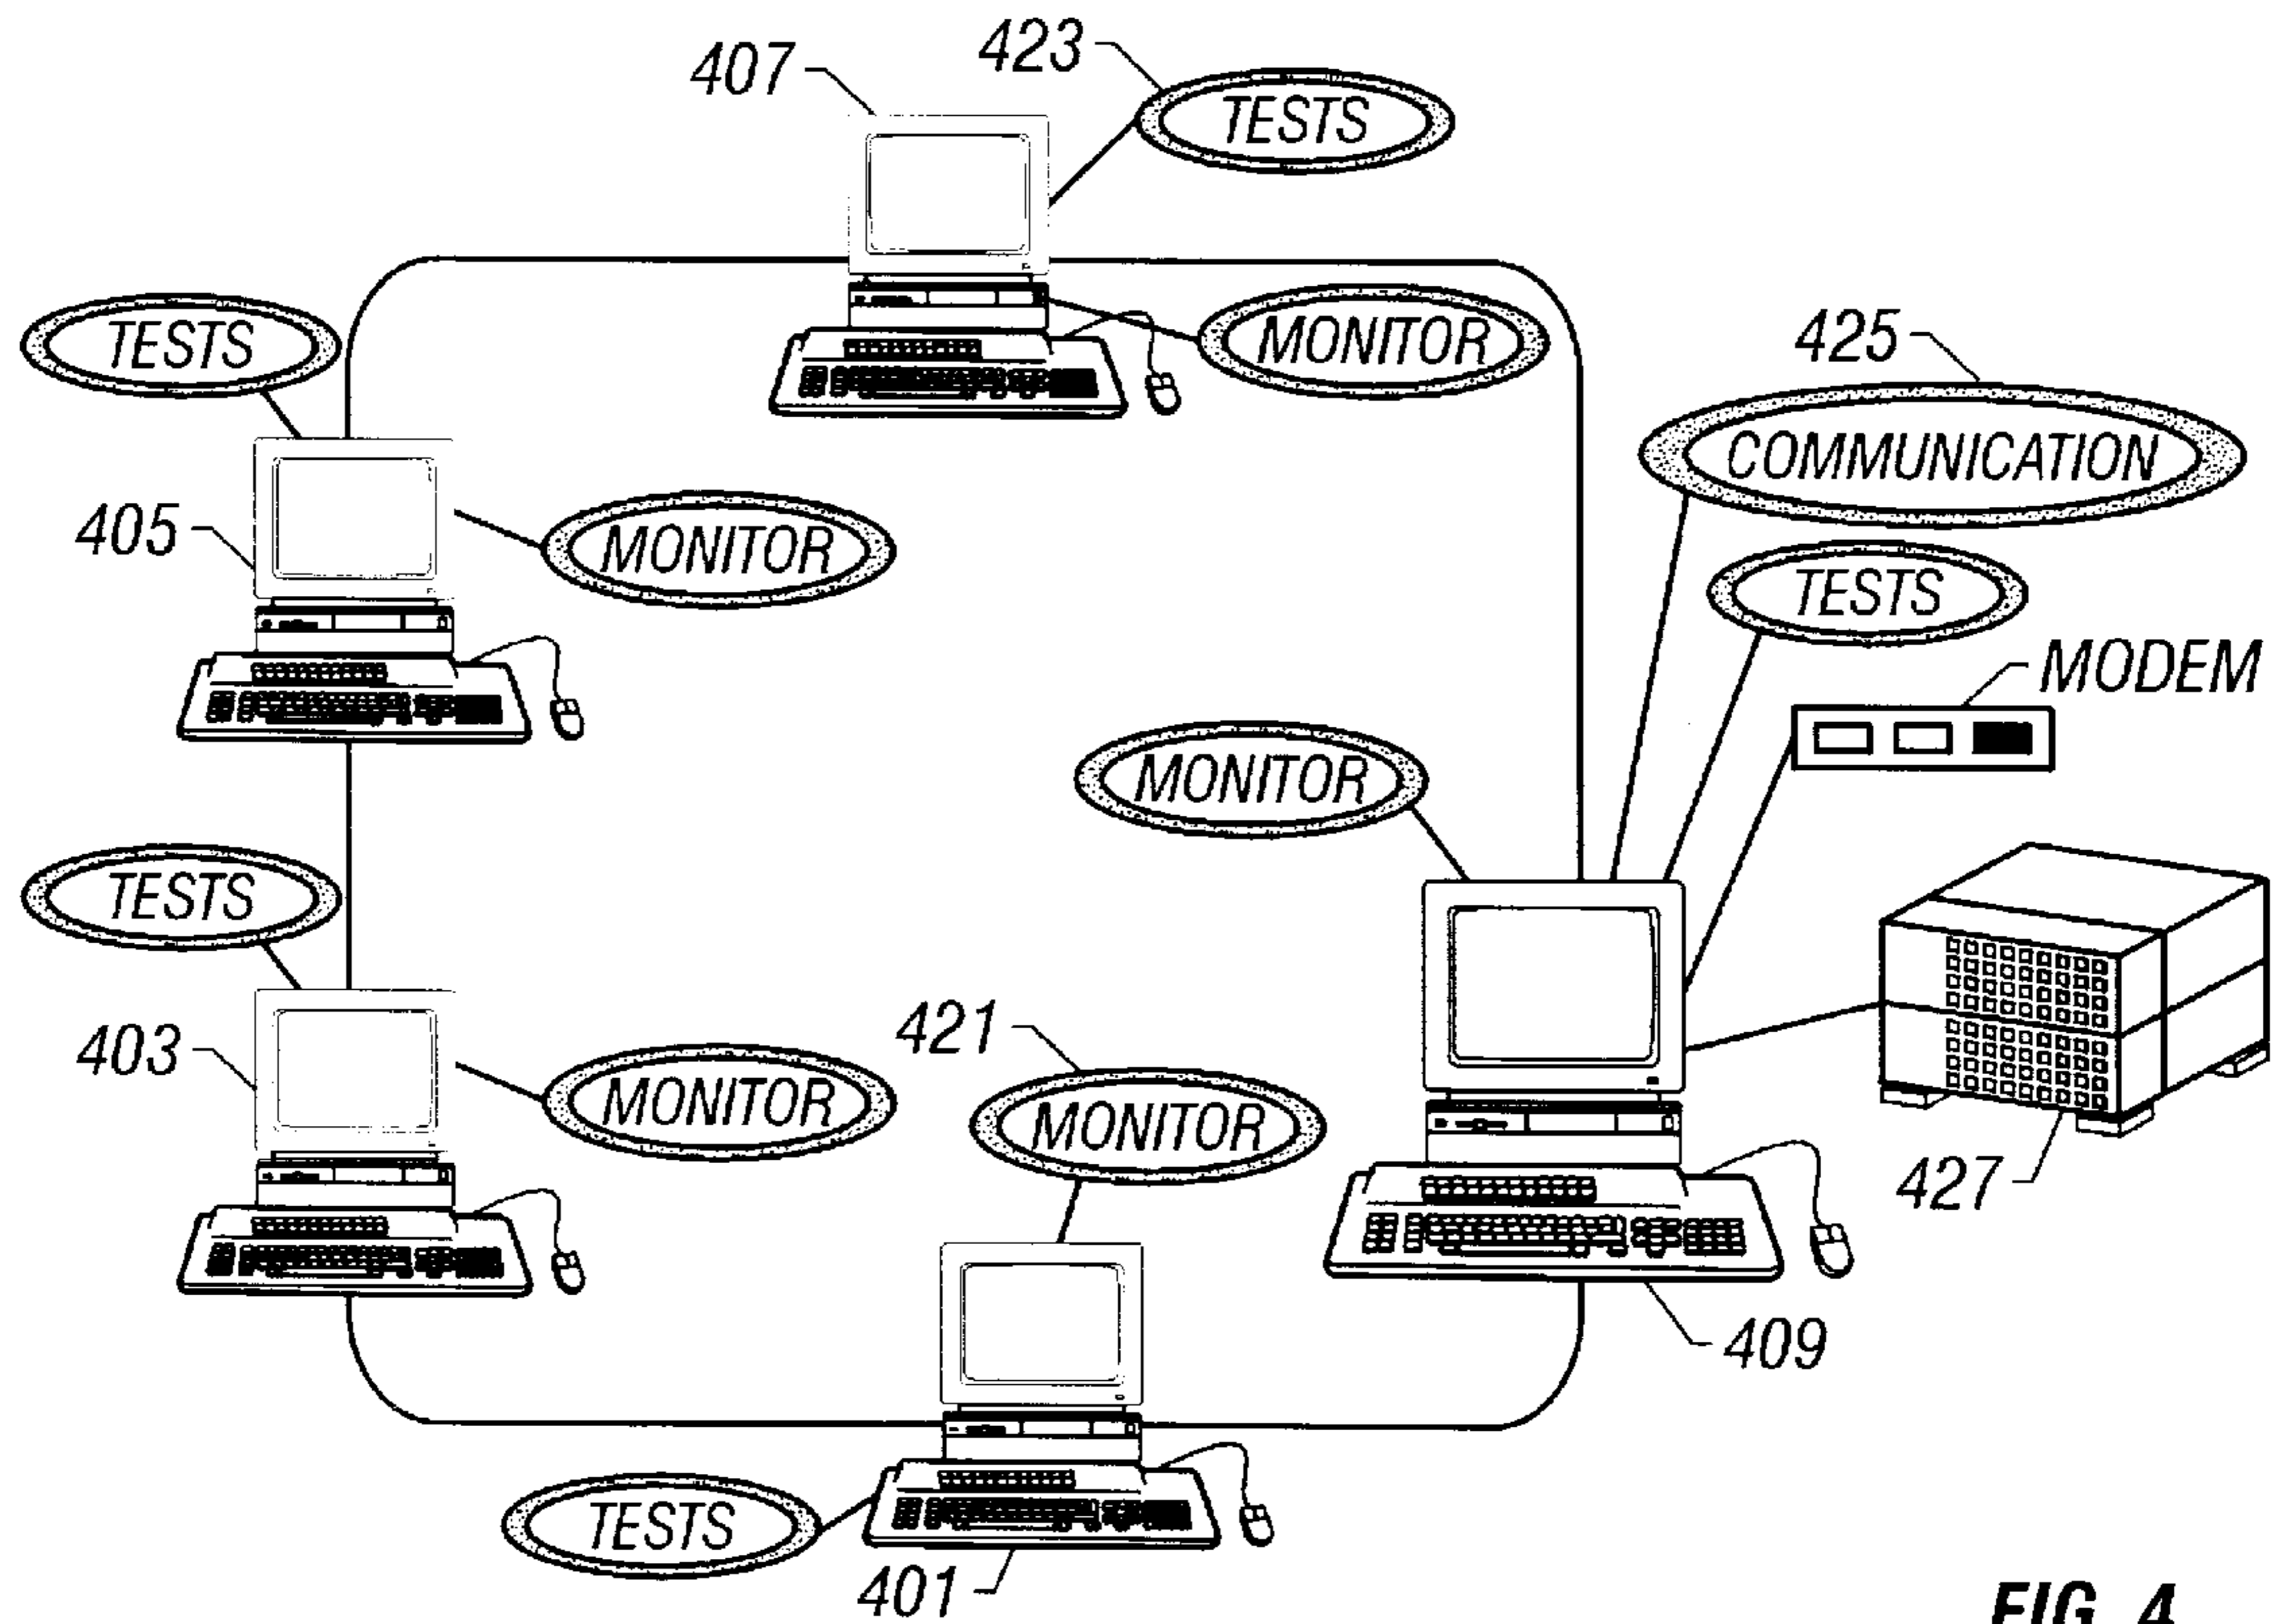 423
407
TESTS
TESTS
MONITOR
425
COMMUNICATION
405
MONITOR
TESTS
MODEM
MONITOR
TESTS
403
MONITOR
421
MONITOR
427
409
TESTS
401
FIG. 4